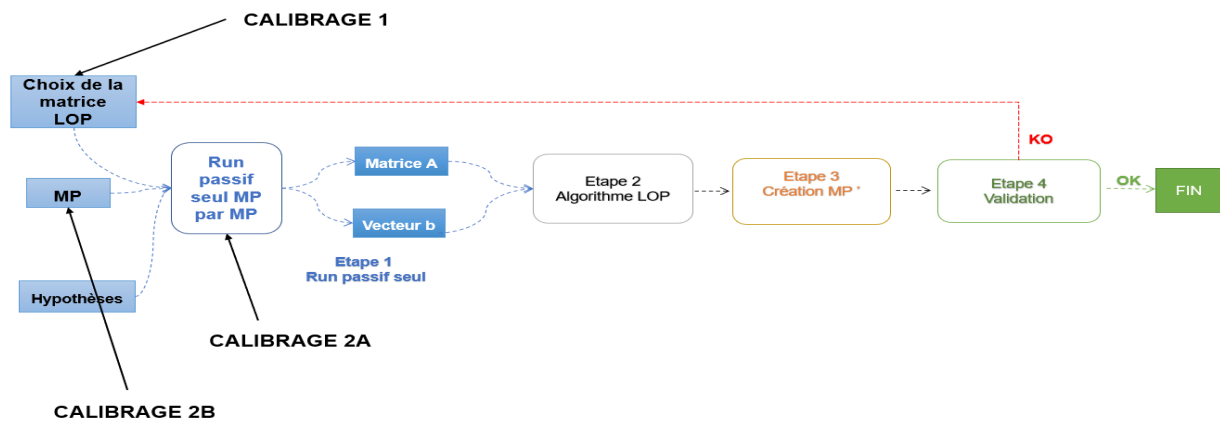 CALIBRAGE 1
Choix de la
matrice
LOP
KO
Run
passif
seul MP
par MP
Matrice A
Etape 2
Algorithme LOP
Etape 3
Création MP *
Etape 4
Validation
OK
FIN
MP
Vecteur b
Etape 1
Run passif seul
Hypothèses
CALIBRAGE 2A
CALIBRAGE 2B